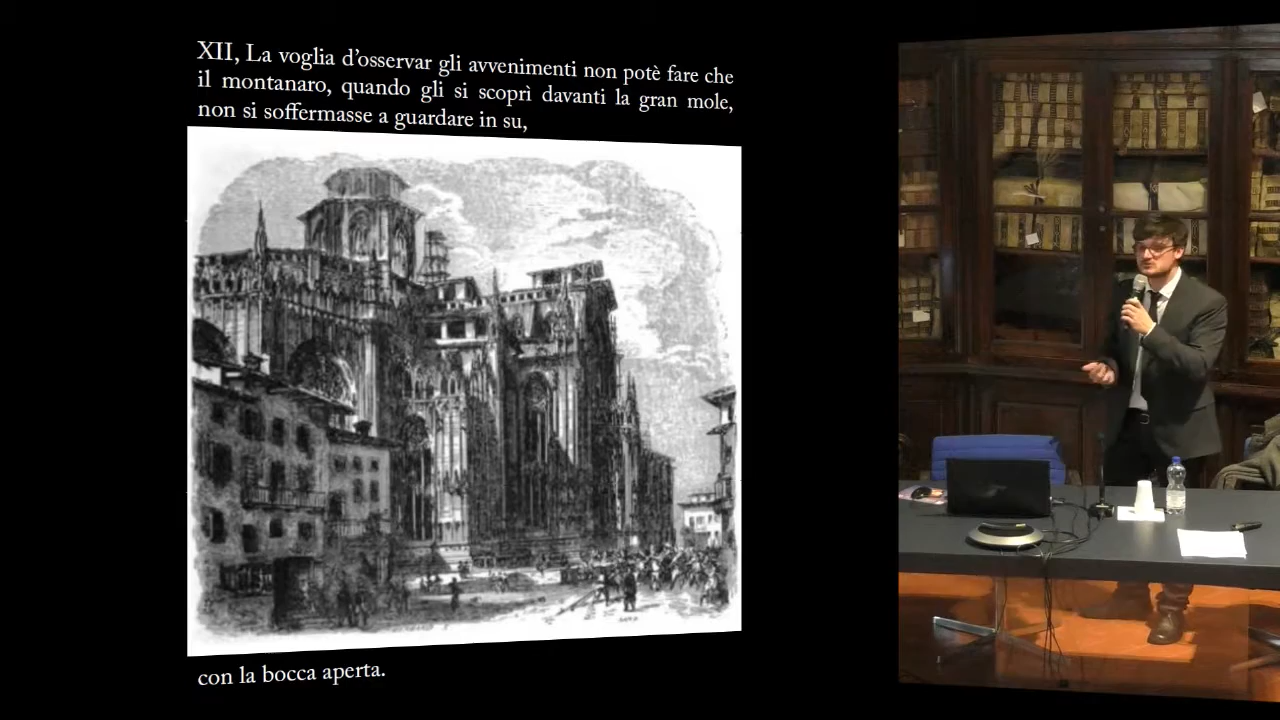 XII, La voglia d'osservar gli avvenimenti non potè fare che
il montanaro, quando gli si scoprì davanti la gran mole,
non si soffermasse a guardare in su,
con la bocca aperta.